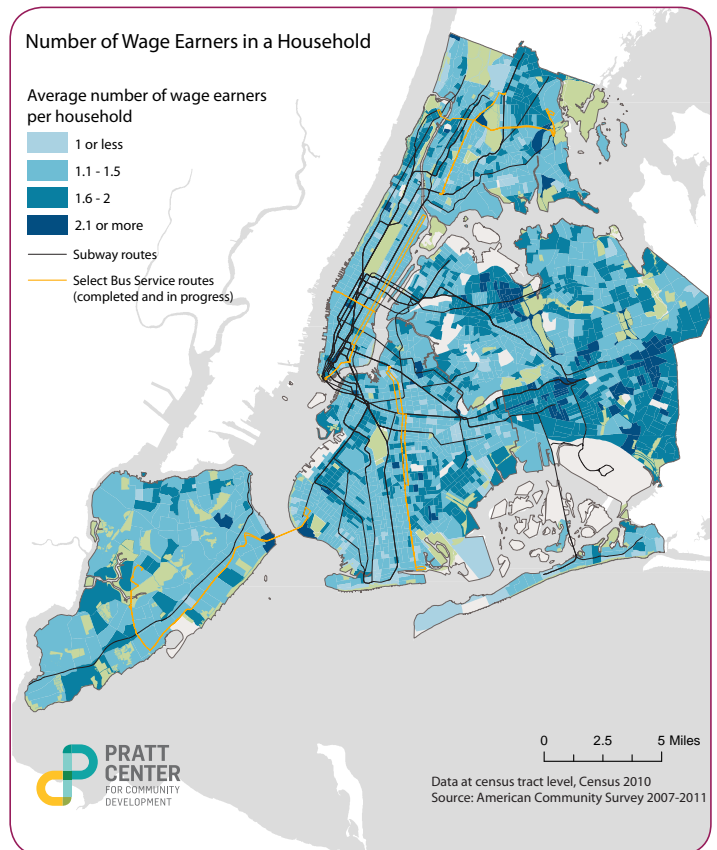 Number of Wage Earners in a Household
Average number of wage earners
per household
1 or less
1.1 - 1.5
1.6 - 2
2.1 or more
Subway routes
Select Bus Service routes
(completed and in progress)
PRATT
CENTER
FOR COMMUNITY
DEVELOPMENT
0 2.5 5 Miles
Data at census tract level, Census 2010
Source: American Community Survey 2007-2011